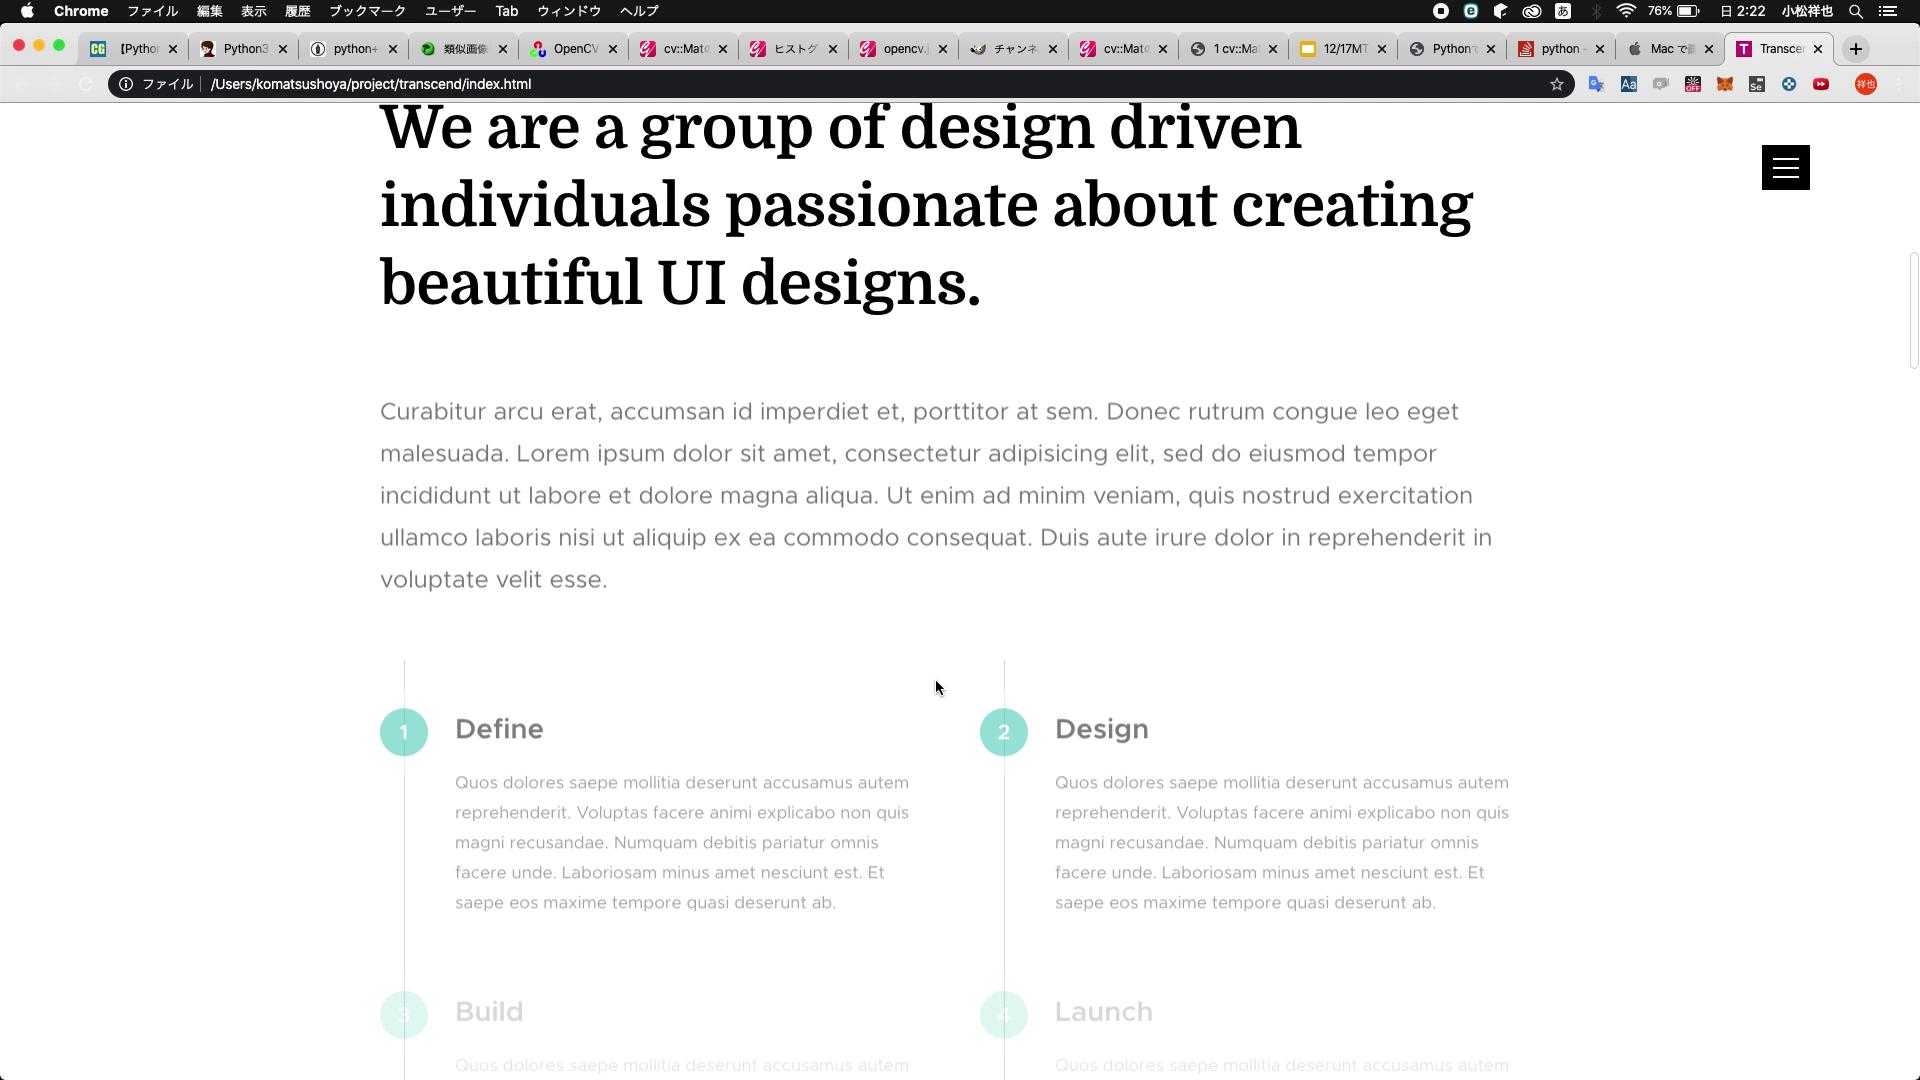 Chrome ファイル 編集 表示 履歴 ブックマーク ユーザー Tab ウィンドウ ヘルプ あ 76% 日 2:22 小松祥也
CG 【Pytho Python3 python+ 類似画像 OpenCV cv::Mat ヒストグ opencv.j チャンネ cv::Mat 1 cv::Ma 12/17MT Python python - Mac で T Transce
ファイル /Users/komatsushoya/project/transcend/index.html Aa OFF Se 祥也
We are a group of design driven
individuals passionate about creating
beautiful UI designs.
Curabitur arcu erat, accumsan id imperdiet et, porttitor at sem. Donec rutrum congue leo eget
malesuada. Lorem ipsum dolor sit amet, consectetur adipisicing elit, sed do eiusmod tempor
incididunt ut labore et dolore magna aliqua. Ut enim ad minim veniam, quis nostrud exercitation
ullamco laboris nisi ut aliquip ex ea commodo consequat. Duis aute irure dolor in reprehenderit in
voluptate velit esse.
1 Define
Quos dolores saepe mollitia deserunt accusamus autem
reprehenderit. Voluptas facere animi explicabo non quis
magni recusandae. Numquam debitis pariatur omnis
facere unde. Laboriosam minus amet nesciunt est. Et
saepe eos maxime tempore quasi deserunt ab.
2 Design
Quos dolores saepe mollitia deserunt accusamus autem
reprehenderit. Voluptas facere animi explicabo non quis
magni recusandae. Numquam debitis pariatur omnis
facere unde. Laboriosam minus amet nesciunt est. Et
saepe eos maxime tempore quasi deserunt ab.
3 Build
Quos dolores saepe mollitia deserunt accusamus autem
4 Launch
Quos dolores saepe mollitia deserunt accusamus autem